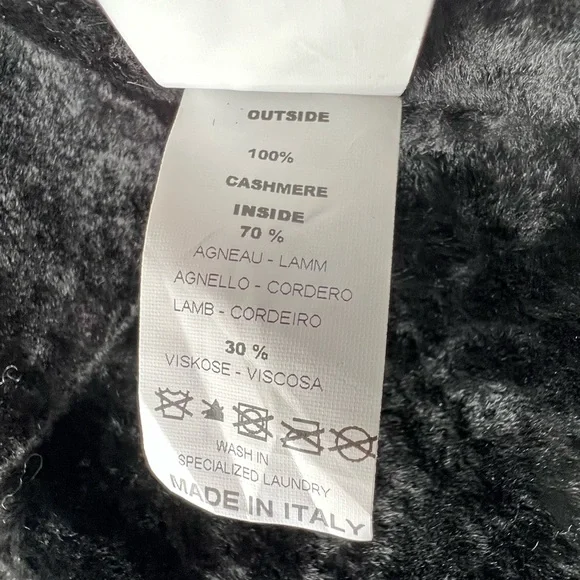 OUTSIDE
100%
CASHMERE
INSIDE
70 %
AGNEAU - LAMM
AGNELLO - CORDERO
LAMB - CORDEIRO
30 %
VISKOSE - VISCOSA
WASH IN
SPECIALIZED LAUNDRY
MADE IN ITALY